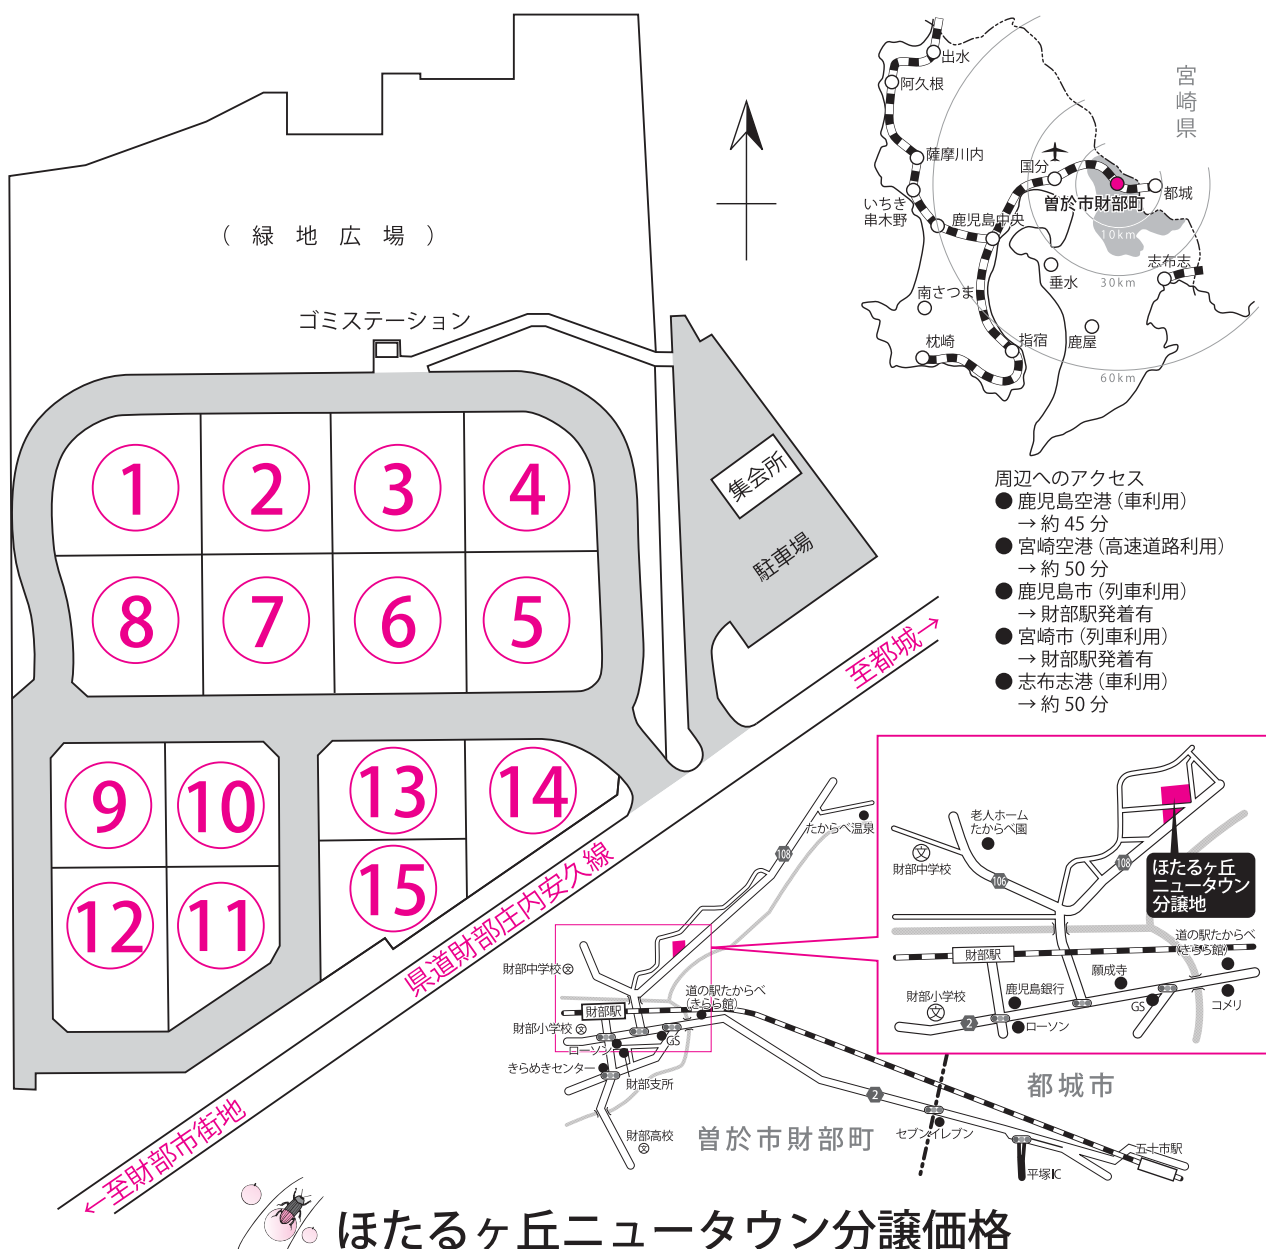 （緑地広場）
ゴミステーション
1
2
3
4
8
7
6
5
9
10
13
14
12
11
15
集会所
駐車場
至都城→
県道財部庄内安久線
←至財部市街地
宮崎県
出水
阿久根
薩摩川内
いちき
串木野
鹿児島中央
国分
都城
曽於市財部町
10km
30km
60km
志布志
垂水
鹿屋
南さつま
枕崎
指宿
周辺へのアクセス
●鹿児島空港（車利用）
→約45分
●宮崎空港（高速道路利用）
→約50分
●鹿児島市（列車利用）
→財部駅発着有
●宮崎市（列車利用）
→財部駅発着有
●志布志港（車利用）
→約50分
たからべ温泉
108
財部中学校 文
道の駅たからべ
（きらら館）
財部駅
財部小学校 文
GS
ローソン
きらめきセンター
財部支所
財部高校
文
2
曽於市財部町
都城市
セブンイレブン
平塚IC
五十市駅
老人ホーム
たからべ園
文
財部中学校
106
108
ほたるヶ丘
ニュータウン
分譲地
道の駅たからべ
（きらら館）
財部駅
願成寺
鹿児島銀行
財部小学校
文
GS
コメリ
2
ローソン
ほたるヶ丘ニュータウン分譲価格